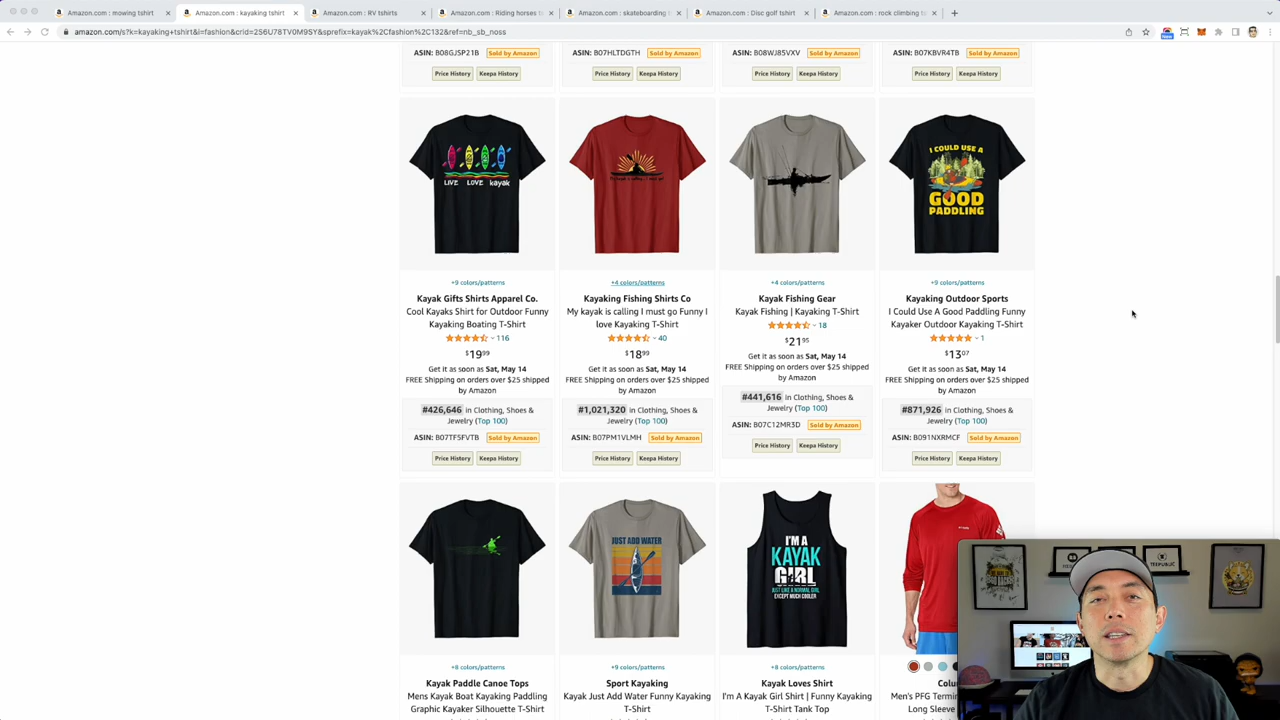 Amazon.com : mowing tshirt
Amazon.com : kayaking tshirt
Amazon.com : RV tshirts
Amazon.com : Riding horses t
Amazon.com : skateboarding t
Amazon.com : Disc golf tshirt
Amazon.com : rock climbing t
amazon.com/s?k=kayaking+tshirt&i=fashion&crid=2S6U78TV0M9SY&sprefix=kayak%2Cfashion%2C132&ref=nb_sb_noss
ASIN: B08GJSP21B Sold by Amazon
Price History Keepa History
ASIN: B07HLTDGTH Sold by Amazon
Price History Keepa History
ASIN: B08WJ85VXV Sold by Amazon
Price History Keepa History
ASIN: B07KBVR4TB Sold by Amazon
Price History Keepa History
LIVE LOVE kayak
+9 colors/patterns
Kayak Gifts Shirts Apparel Co.
Cool Kayaks Shirt for Outdoor Funny
Kayaking Boating T-Shirt
116
$19.99
Get it as soon as Sat, May 14
FREE Shipping on orders over $25 shipped
by Amazon
#426,646 in Clothing, Shoes &
Jewelry (Top 100)
ASIN: B07TF5FVTB Sold by Amazon
Price History Keepa History
+4 colors/patterns
Kayaking Fishing Shirts Co
My kayak is calling I must go Funny I
love Kayaking T-Shirt
40
$18.99
Get it as soon as Sat, May 14
FREE Shipping on orders over $25 shipped
by Amazon
#1,021,320 in Clothing, Shoes &
Jewelry (Top 100)
ASIN: B07PM1VLMH Sold by Amazon
Price History Keepa History
+4 colors/patterns
Kayak Fishing Gear
Kayak Fishing | Kayaking T-Shirt
18
$21.95
Get it as soon as Sat, May 14
FREE Shipping on orders over $25 shipped
by Amazon
#441,616 in Clothing, Shoes &
Jewelry (Top 100)
ASIN: B07C12MR3D Sold by Amazon
Price History Keepa History
I COULD USE A
GOOD
PADDLING
+9 colors/patterns
Kayaking Outdoor Sports
I Could Use A Good Paddling Funny
Kayaker Outdoor Kayaking T-Shirt
1
$13.07
Get it as soon as Sat, May 14
FREE Shipping on orders over $25 shipped
by Amazon
#871,926 in Clothing, Shoes &
Jewelry (Top 100)
ASIN: B091NXRMCF Sold by Amazon
Price History Keepa History
+8 colors/patterns
Kayak Paddle Canoe Tops
Mens Kayak Boat Kayaking Paddling
Graphic Kayaker Silhouette T-Shirt
JUST ADD WATER
+9 colors/patterns
Sport Kayaking
Kayak Just Add Water Funny Kayaking
T-Shirt
I'M A
KAYAK
GIRL
JUST LIKE A NORMAL GIRL
EXCEPT MUCH COOLER
+8 colors/patterns
Kayak Loves Shirt
I'm A Kayak Girl Shirt | Funny Kayaking
T-Shirt Tank Top
Colu
Men's PFG Termi
Long Sleeve
TEEPUBLIC